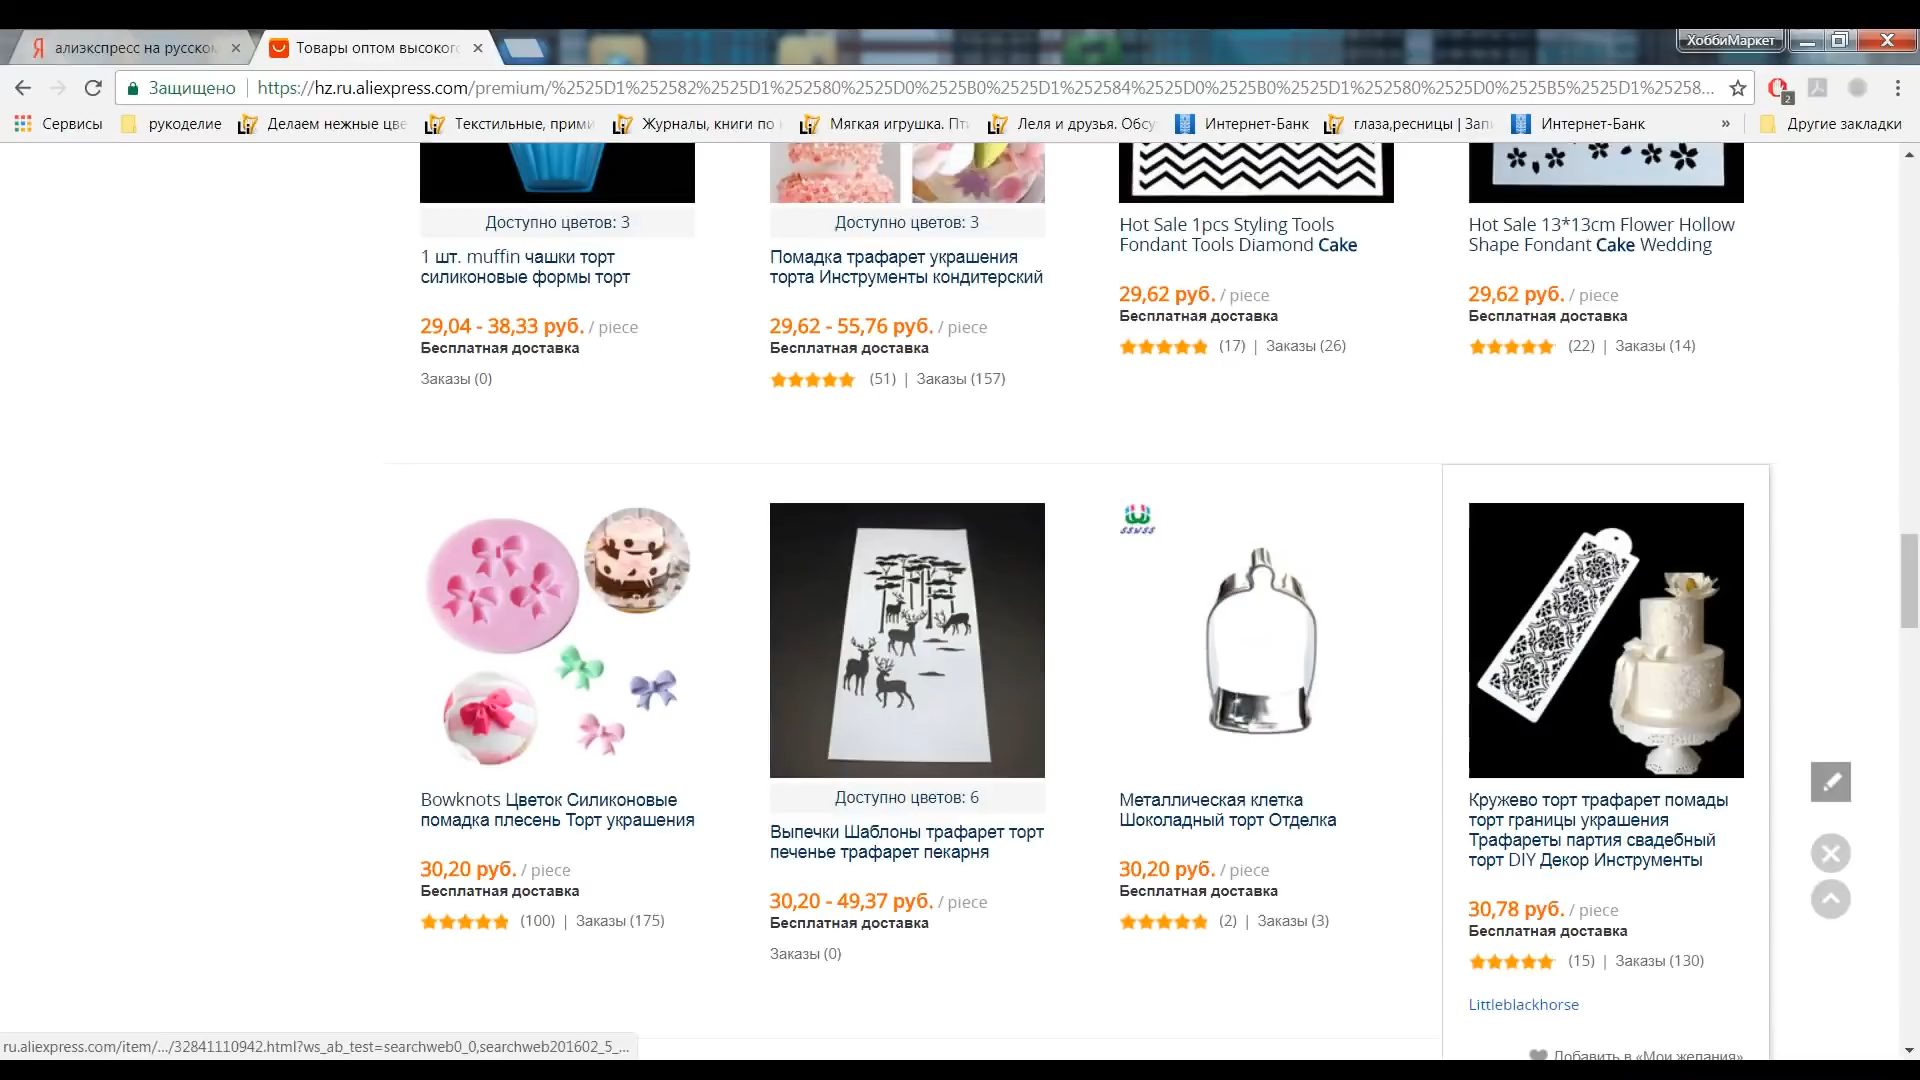 алиэкспресс на русском
Товары оптом высокого
ХоббиМаркет
Защищено
https://hz.ru.aliexpress.com/premium/%2525D1%252582%2525D1%252580%2525D0%2525B0%2525D1%252584%2525D0%2525B0%2525D1%252580%2525D0%2525B5%2525D1%25258...
2
Сервисы
рукоделие
Делаем нежные цве
Текстильные, прими
Журналы, книги по
Мягкая игрушка. Пти
Леля и друзья. Обсу
Интернет-Банк
глаза,ресницы | Запи
Интернет-Банк
»
Другие закладки
Доступно цветов: 3
1 шт. muffin чашки торт
силиконовые формы торт
29,04 - 38,33 руб. / piece
Бесплатная доставка
Заказы (0)
Доступно цветов: 3
Помадка трафарет украшения
торта Инструменты кондитерский
29,62 - 55,76 руб. / piece
Бесплатная доставка
(51) | Заказы (157)
Hot Sale 1pcs Styling Tools
Fondant Tools Diamond Cake
29,62 руб. / piece
Бесплатная доставка
(17) | Заказы (26)
Hot Sale 13*13cm Flower Hollow
Shape Fondant Cake Wedding
29,62 руб. / piece
Бесплатная доставка
(22) | Заказы (14)
Bowknots Цветок Силиконовые
помадка плесень Торт украшения
30,20 руб. / piece
Бесплатная доставка
(100) | Заказы (175)
Доступно цветов: 6
Выпечки Шаблоны трафарет торт
печенье трафарет пекарня
30,20 - 49,37 руб. / piece
Бесплатная доставка
Заказы (0)
SSWSS
Металлическая клетка
Шоколадный торт Отделка
30,20 руб. / piece
Бесплатная доставка
(2) | Заказы (3)
Кружево торт трафарет помады
торт границы украшения
Трафареты партия свадебный
торт DIY Декор Инструменты
30,78 руб. / piece
Бесплатная доставка
(15) | Заказы (130)
Littleblackhorse
Добавить в «Мои желания»
ru.aliexpress.com/item/.../32841110942.html?ws_ab_test=searchweb0_0,searchweb201602_5_...